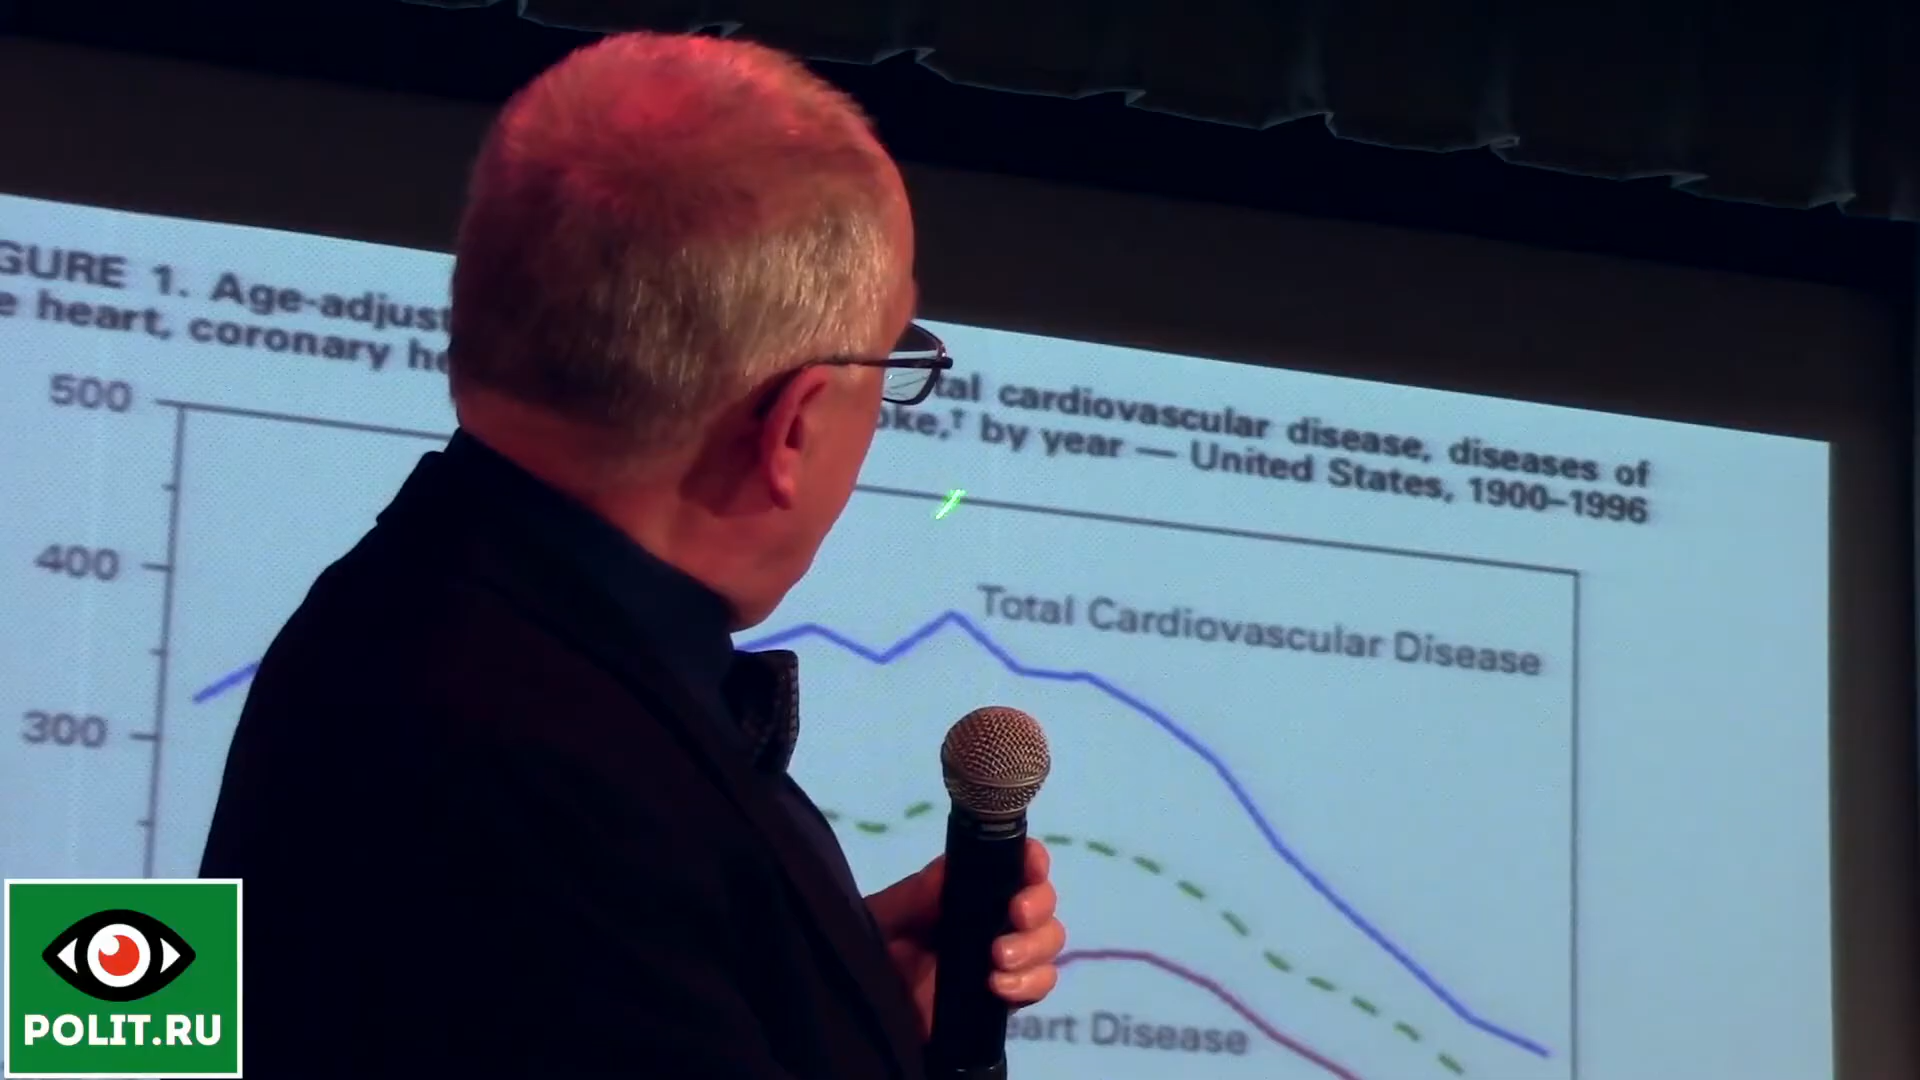 GURE 1. Age-adjust
e heart, coronary he
tal cardiovascular disease, diseases of
oke,† by year — United States, 1900–1996
500
400
300
Total Cardiovascular Disease
eart Disease
POLIT.RU